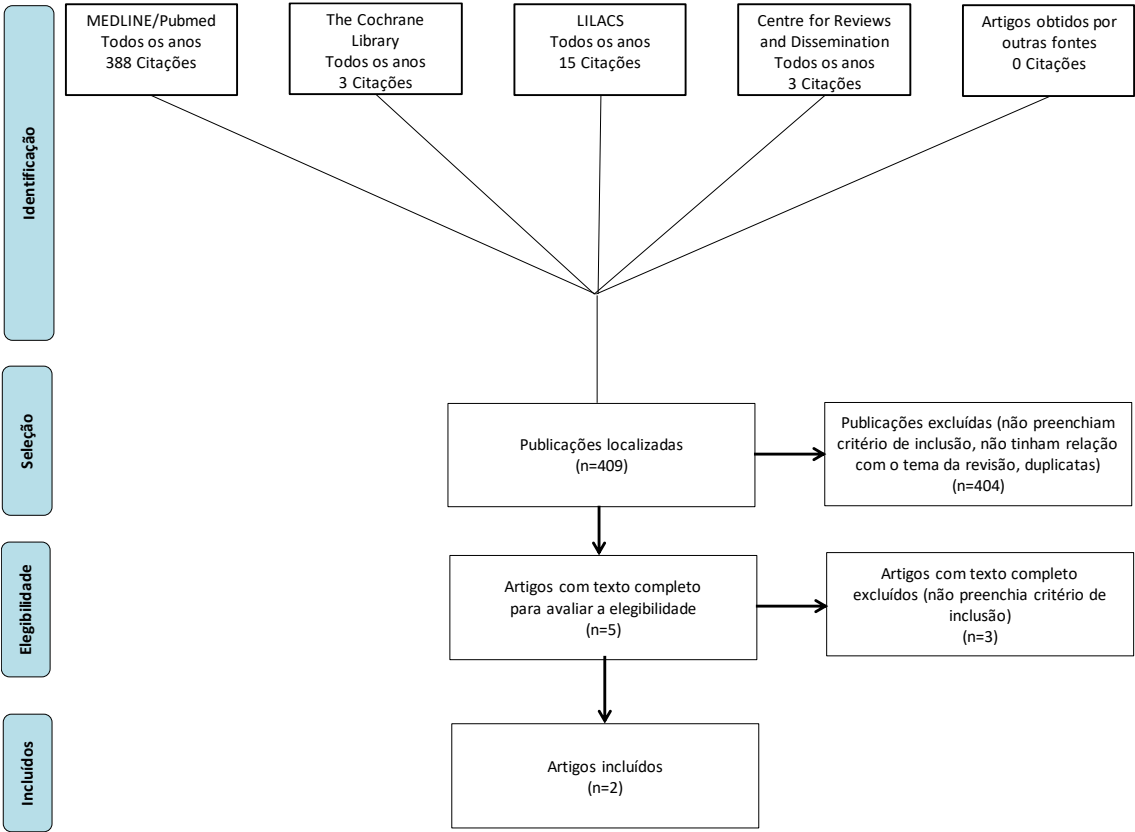 Identificação
MEDLINE/Pubmed
Todos os anos
388 Citações
The Cochrane
Library
Todos os anos
3 Citações
LILACS
Todos os anos
15 Citações
Centre for Reviews
and Dissemination
Todos os anos
3 Citações
Artigos obtidos por
outras fontes
0 Citações
Seleção
Publicações localizadas
(n=409)
Publicações excluídas (não preenchiam
critério de inclusão, não tinham relação
com o tema da revisão, duplicatas)
(n=404)
Elegibilidade
Artigos com texto completo
para avaliar a elegibilidade
(n=5)
Artigos com texto completo
excluídos (não preenchia critério de
inclusão)
(n=3)
Incluídos
Artigos incluídos
(n=2)